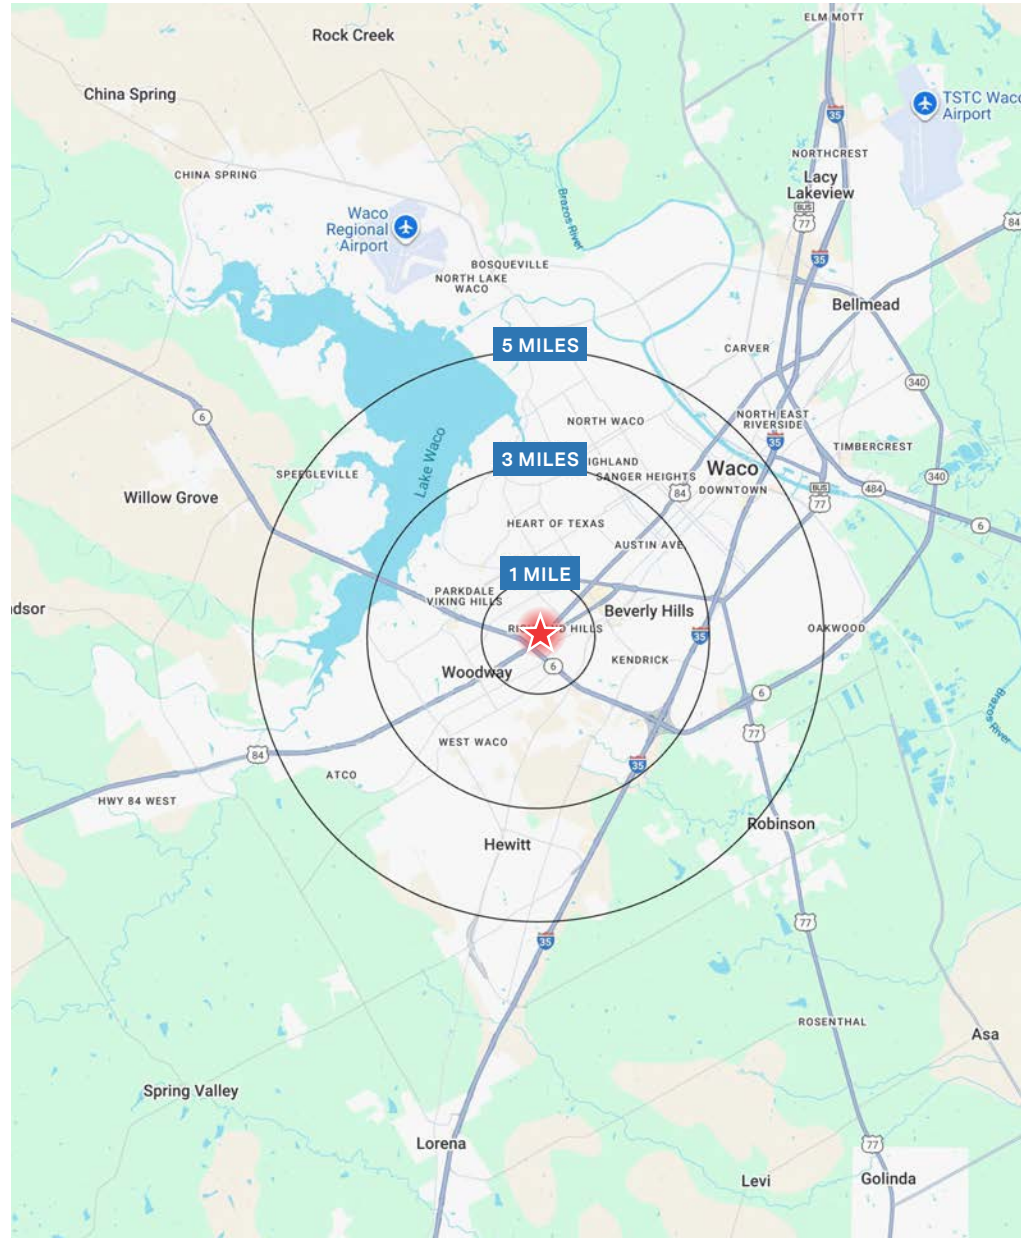 ELM MOTT
Rock Creek
China Spring
TSTC Waco
Airport
35
NORTHCREST
CHINA SPRING
Lacy
Lakeview
BUS
77
Waco
Regional
Airport
Brazos River
84
35
BOSQUEVILLE
NORTH LAKE
WACO
Bellmead
5 MILES
CARVER
340
6
NORTH WACO
NORTH EAST
RIVERSIDE
35
TIMBERCREST
Lake Waco
3 MILES
SPEEGLEVILLE
Waco
SANGER HEIGHTS
340
Willow Grove
84
DOWNTOWN
BUS
77
484
HEART OF TEXAS
6
AUSTIN AVE
1 MILE
PARKDALE
VIKING HILLS
Beverly Hills
HILLS
35
OAKWOOD
KENDRICK
Woodway
6
6
Brazos
River
77
WEST WACO
84
35
ATCO
HWY 84 WEST
Robinson
Hewitt
77
35
ROSENTHAL
Asa
Spring Valley
Lorena
77
Levi
Golinda